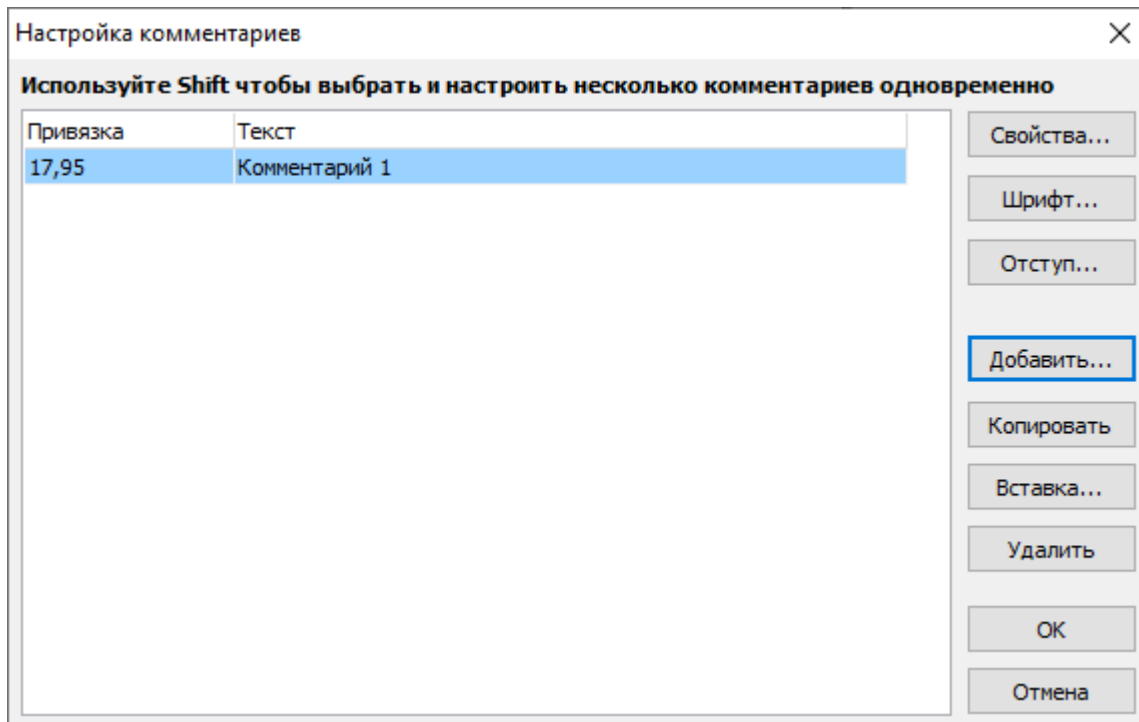 Настройка комментариев
Используйте Shift чтобы выбрать и настроить несколько комментариев одновременно
Привязка Текст
17,95 Комментарий 1
Свойства...
Шрифт...
Отступ...
Добавить...
Копировать
Вставка...
Удалить
ОК
Отмена